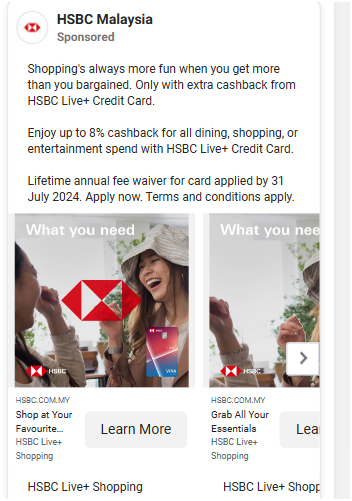 HSBC Malaysia
Sponsored
Shopping's always more fun when you get more
than you bargained. Only with extra cashback from
HSBC Live+ Credit Card.
Enjoy up to 8% cashback for all dining, shopping, or
entertainment spend with HSBC Live+ Credit Card.
Lifetime annual fee waiver for card applied by 31
July 2024. Apply now. Terms and conditions apply.
What you need
HSBC
VISA
HSBC.COM.MY
Shop at Your
Favourite...
HSBC Live+
Shopping
Learn More
HSBC Live+ Shopping
What you ne
HSBC
HSBC.COM.MY
Grab All Your
Essentials
HSBC Live+
Shopping
Lea
HSBC Live+ Shopp